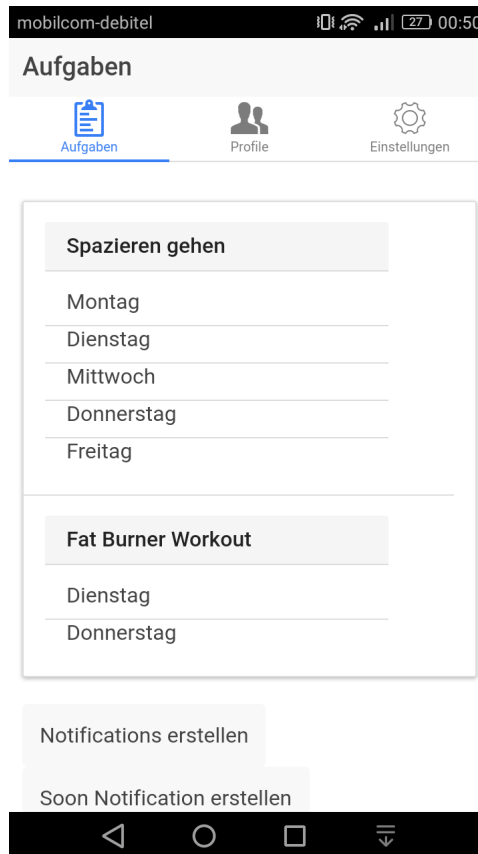 mobilcom-debitel 27 00:50
Aufgaben
Aufgaben Profile Einstellungen
Spazieren gehen
Montag
Dienstag
Mittwoch
Donnerstag
Freitag
Fat Burner Workout
Dienstag
Donnerstag
Notifications erstellen
Soon Notification erstellen